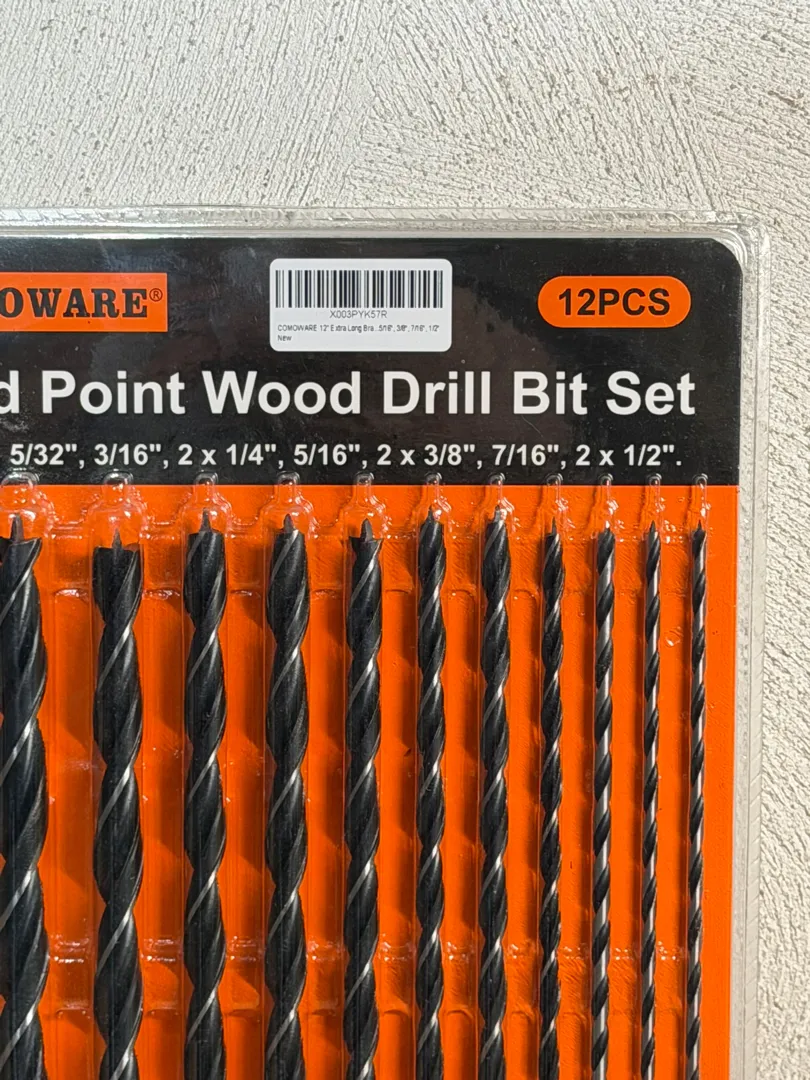 OWARE®
X003PYK57R
COMOWARE 12" Extra Long Bra...5/16", 3/8", 7/16", 1/2"
New
12PCS
d Point Wood Drill Bit Set
5/32", 3/16", 2 x 1/4", 5/16", 2 x 3/8", 7/16", 2 x 1/2".